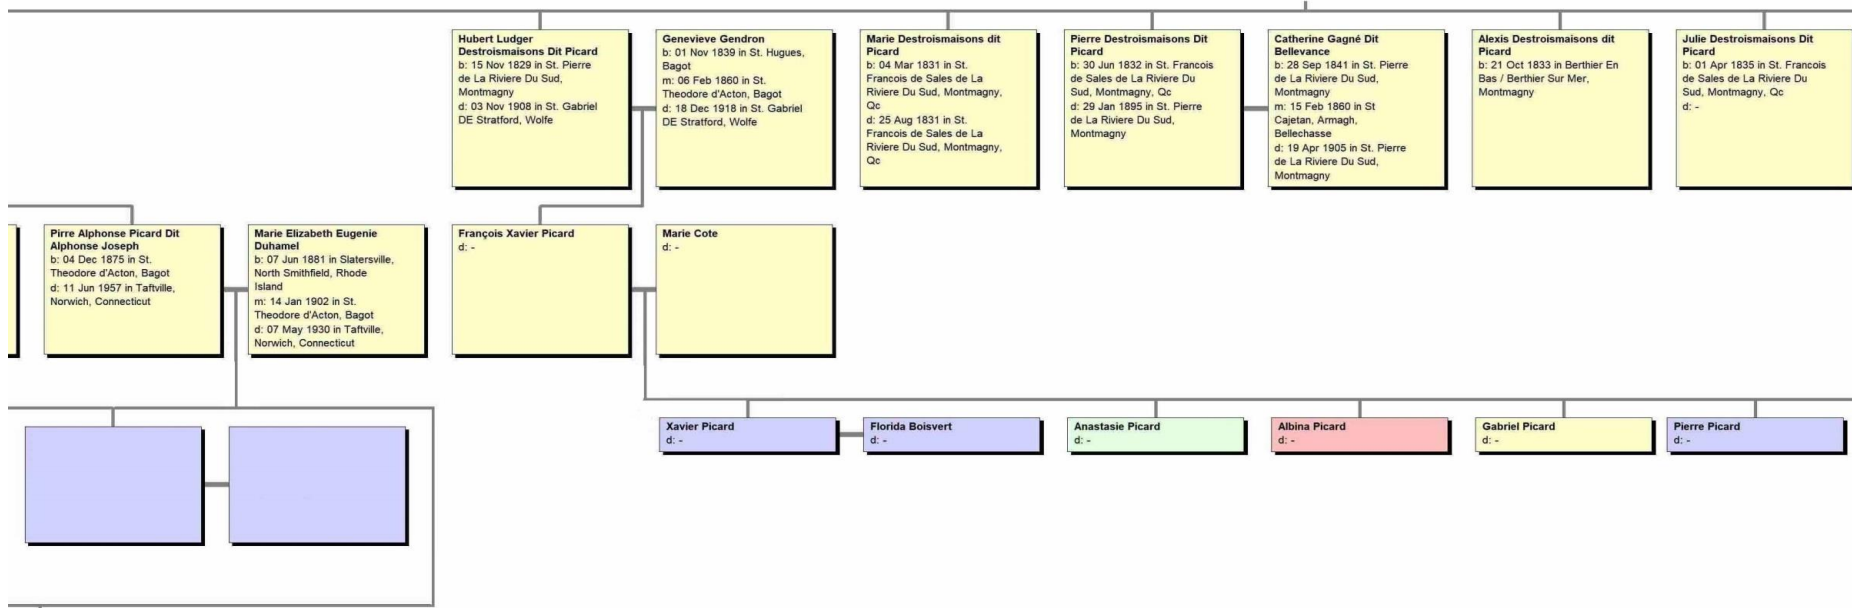 Hubert Ludger
Destroismaisons Dit Picard
b: 15 Nov 1829 in St. Pierre
de La Riviere Du Sud,
Montmagny
d: 03 Nov 1908 in St. Gabriel
DE Stratford, Wolfe
Genevieve Gendron
b: 01 Nov 1839 in St. Hugues,
Bagot
m: 06 Feb 1860 in St.
Theodore d'Acton, Bagot
d: 18 Dec 1918 in St. Gabriel
DE Stratford, Wolfe
Marie Destroismaisons dit
Picard
b: 04 Mar 1831 in St.
Francois de Sales de La
Riviere Du Sud, Montmagny,
Qc
d: 25 Aug 1831 in St.
Francois de Sales de La
Riviere Du Sud, Montmagny,
Qc
Pierre Destroismaisons Dit
Picard
b: 30 Jun 1832 in St. Francois
de Sales de La Riviere Du
Sud, Montmagny, Qc
d: 29 Jan 1895 in St. Pierre
de La Riviere Du Sud,
Montmagny
Catherine Gagné Dit
Bellevance
b: 28 Sep 1841 in St. Pierre
de La Riviere Du Sud,
Montmagny
m: 15 Feb 1860 in St
Cajetan, Armagh,
Bellechasse
d: 19 Apr 1905 in St. Pierre
de La Riviere Du Sud,
Montmagny
Alexis Destroismaisons dit
Picard
b: 21 Oct 1833 in Berthier En
Bas / Berthier Sur Mer,
Montmagny
Julie Destroismaisons Dit
Picard
b: 01 Apr 1835 in St. Francois
de Sales de La Riviere Du
Sud, Montmagny, Qc
d: -
Pirre Alphonse Picard Dit
Alphonse Joseph
b: 04 Dec 1875 in St.
Theodore d'Acton, Bagot
d: 11 Jun 1957 in Taftville,
Norwich, Connecticut
Marie Elizabeth Eugenie
Duhamel
b: 07 Jun 1881 in Slatersville,
North Smithfield, Rhode
Island
m: 14 Jan 1902 in St.
Theodore d'Acton, Bagot
d: 07 May 1930 in Taftville,
Norwich, Connecticut
François Xavier Picard
d: -
Marie Cote
d: -
Xavier Picard
d: -
Florida Boisvert
d: -
Anastasie Picard
d: -
Albina Picard
d: -
Gabriel Picard
d: -
Pierre Picard
d: -